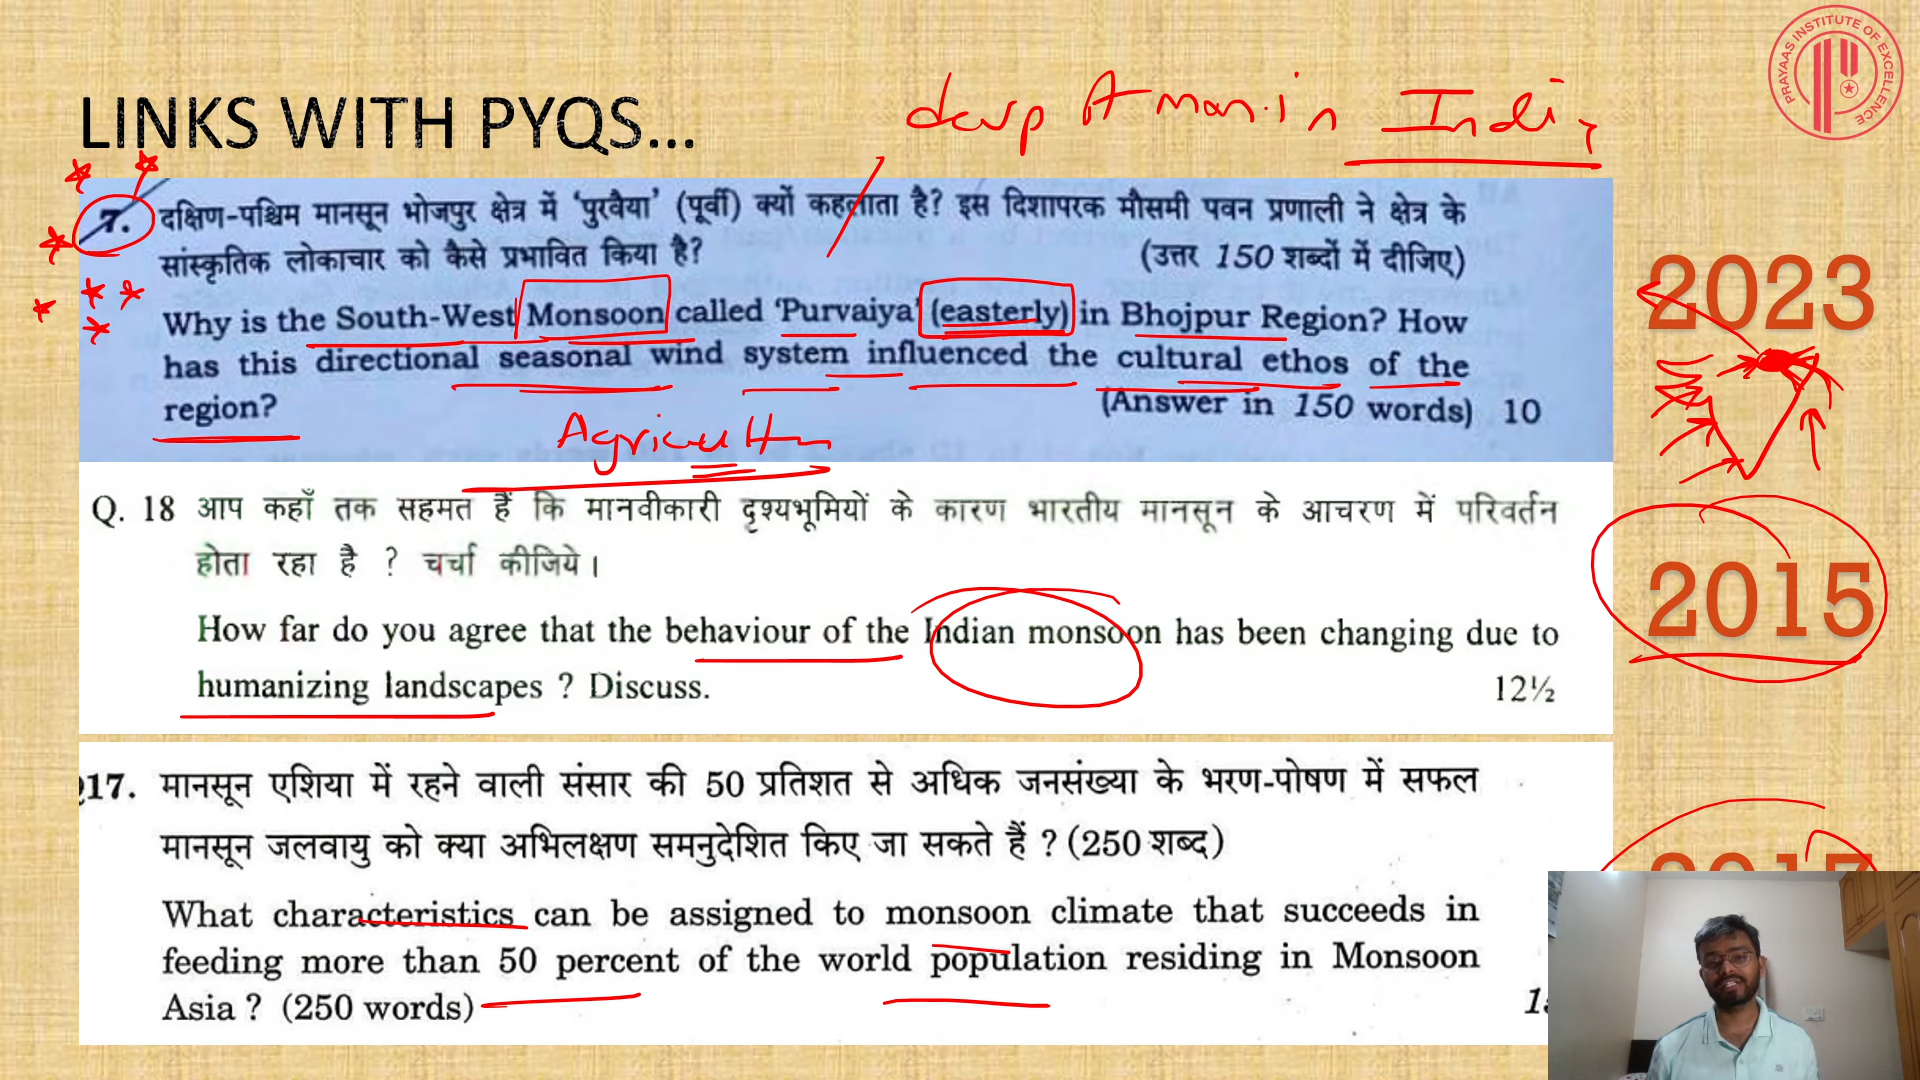 LINKS WITH PYQS...
PRAYAAS INSTITUTE OF EXCELLENCE
in Indi
7. दक्षिण-पश्चिम मानसून भोजपुर क्षेत्र में ‘पुरवैया’ (पूर्वी) क्यों कहलाता है? इस दिशापरक मौसमी पवन प्रणाली ने क्षेत्र के
सांस्कृतिक लोकाचार को कैसे प्रभावित किया है? (उत्तर 150 शब्दों में दीजिए)
Why is the South-West Monsoon called ‘Purvaiya’ (easterly) in Bhojpur Region? How
has this directional seasonal wind system influenced the cultural ethos of the
region? (Answer in 150 words) 10
2023
Q. 18 आप कहाँ तक सहमत हैं कि मानवीकारी दृश्यभूमियों के कारण भारतीय मानसून के आचरण में परिवर्तन
होता रहा है ? चर्चा कीजिये ।
How far do you agree that the behaviour of the Indian monsoon has been changing due to
humanizing landscapes ? Discuss. 12½
2015
17. मानसून एशिया में रहने वाली संसार की 50 प्रतिशत से अधिक जनसंख्या के भरण-पोषण में सफल
मानसून जलवायु को क्या अभिलक्षण समनुदेशित किए जा सकते हैं ? (250 शब्द)
What characteristics can be assigned to monsoon climate that succeeds in
feeding more than 50 percent of the world population residing in Monsoon
Asia ? (250 words)
2017